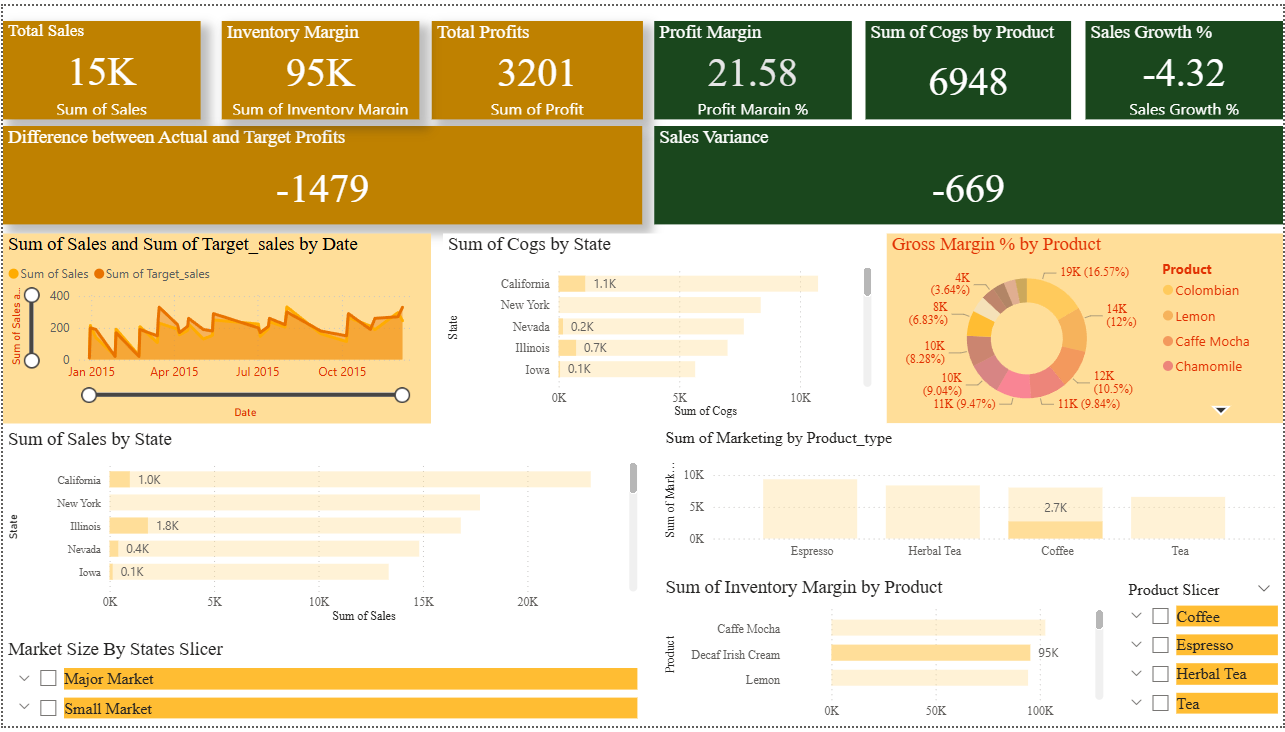 Total Sales
15K
Sum of Sales
Inventory Margin
95K
Sum of Inventory Margin
Total Profits
3201
Sum of Profit
Profit Margin
21.58
Profit Margin %
Sum of Cogs by Product
6948
Sales Growth %
-4.32
Sales Growth %
Difference between Actual and Target Profits
-1479
Sales Variance
-669
Sum of Sales and Sum of Target_sales by Date
Sum of Sales Sum of Target_sales
Sum of Sales a...
400
200
0
Jan 2015 Apr 2015 Jul 2015 Oct 2015
Date
Sum of Cogs by State
State
California 1.1K
New York
Nevada 0.2K
Illinois 0.7K
Iowa 0.1K
0K 5K 10K
Sum of Cogs
Gross Margin % by Product
19K (16.57%)
14K
(12%)
12K
(10.5%)
11K (9.84%)
11K (9.47%)
10K
(9.04%)
10K
(8.28%)
8K
(6.83%)
4K
(3.64%)
Product
Colombian
Lemon
Caffe Mocha
Chamomile
Sum of Sales by State
State
California 1.0K
New York
Illinois 1.8K
Nevada 0.4K
Iowa 0.1K
0K 5K 10K 15K 20K
Sum of Sales
Sum of Marketing by Product_type
Sum of Mark...
10K
5K
0K
2.7K
Espresso Herbal Tea Coffee Tea
Sum of Inventory Margin by Product
Product
Caffe Mocha
Decaf Irish Cream 95K
Lemon
0K 50K 100K
Product Slicer
Coffee
Espresso
Herbal Tea
Tea
Market Size By States Slicer
Major Market
Small Market